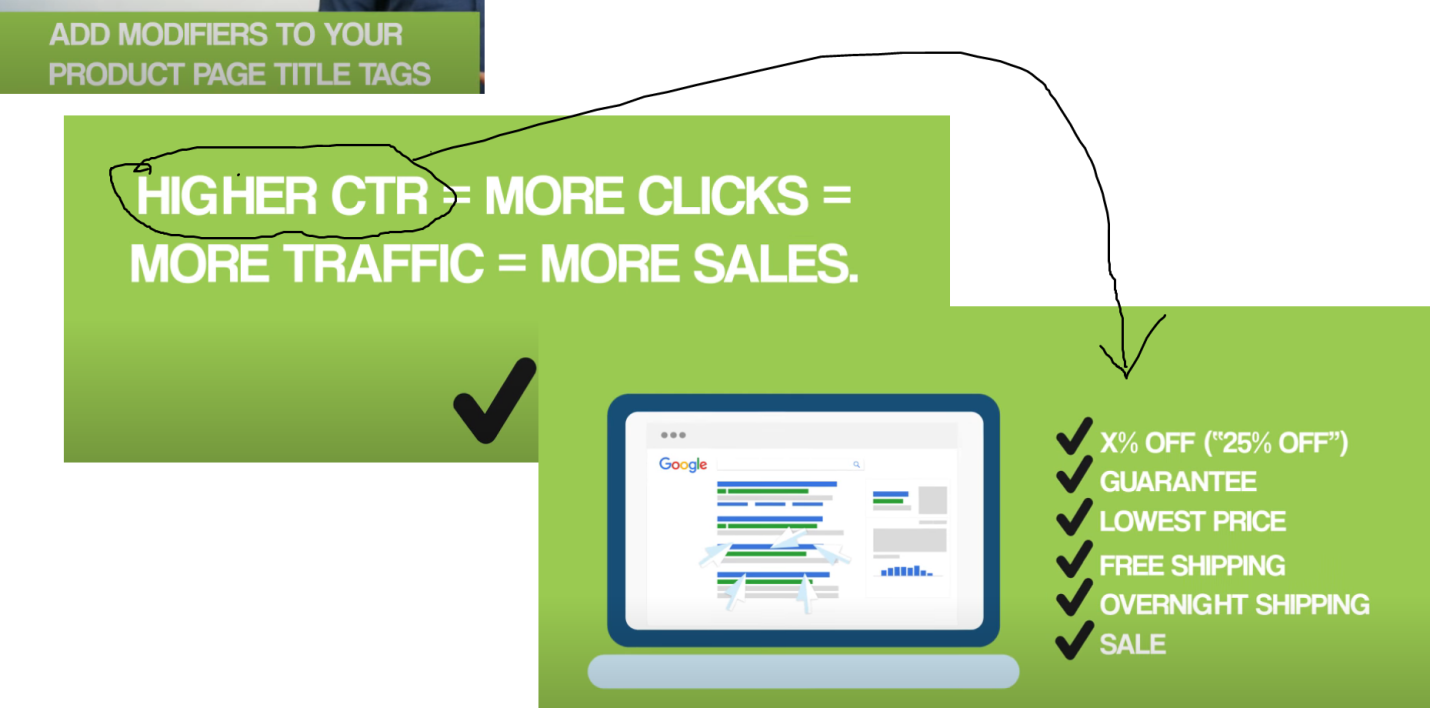 ADD MODIFIERS TO YOUR
PRODUCT PAGE TITLE TAGS
HIGHER CTR = MORE CLICKS =
MORE TRAFFIC = MORE SALES.
Google
X% OFF ("25% OFF")
GUARANTEE
LOWEST PRICE
FREE SHIPPING
OVERNIGHT SHIPPING
SALE